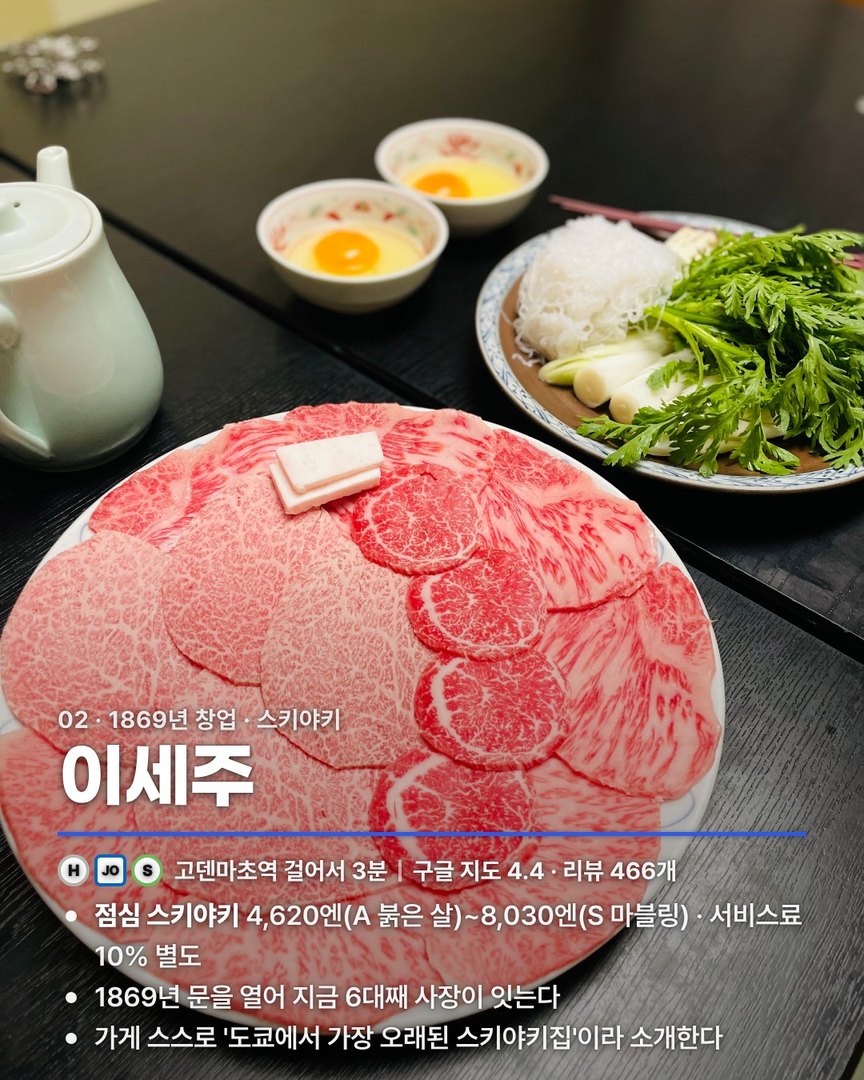 02 · 1869년 창업 · 스키야키
이세주
H JO S 고덴마초역 걸어서 3분 | 구글 지도 4.4 · 리뷰 466개
• 점심 스키야키 4,620엔(A 붉은 살)~8,030엔(S 마블링) · 서비스료
10% 별도
• 1869년 문을 열어 지금 6대째 사장이 잇는다
• 가게 스스로 '도쿄에서 가장 오래된 스키야키집'이라 소개한다